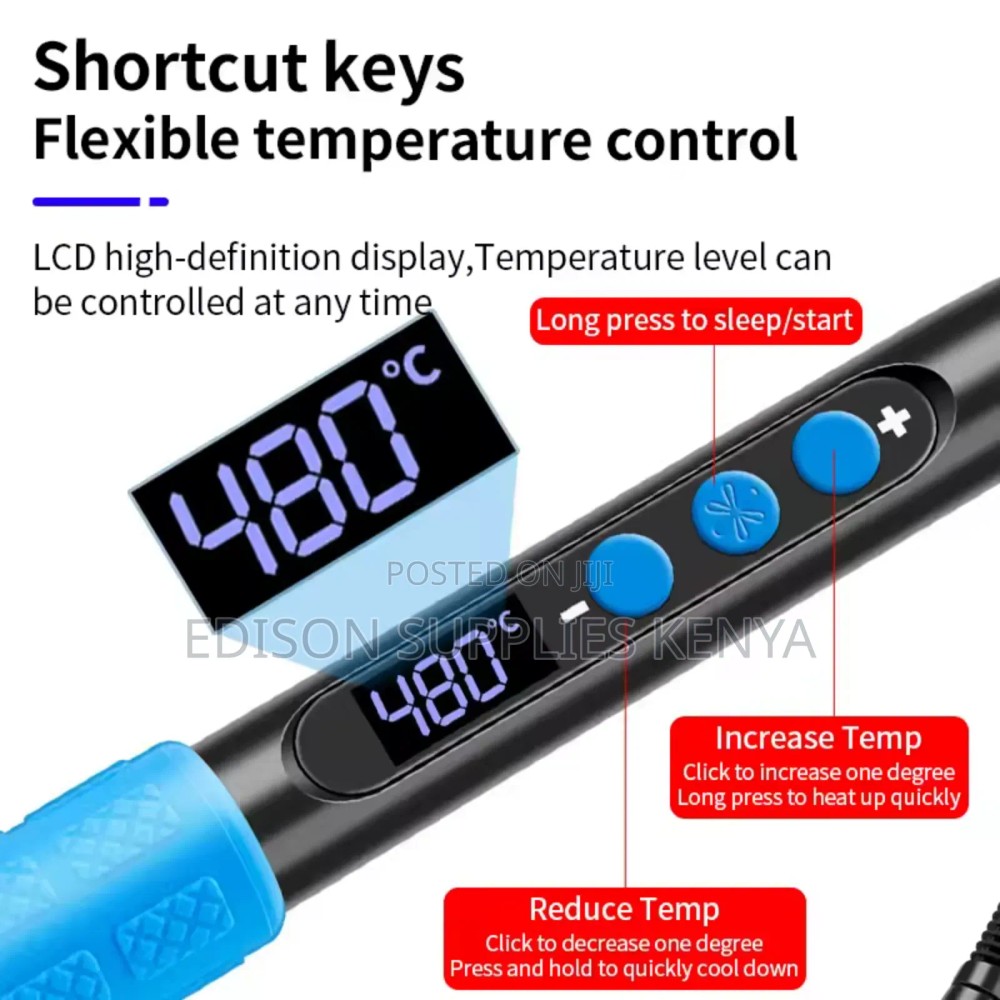 Shortcut keys
Flexible temperature control
LCD high-definition display,Temperature level can
be controlled at any time
Long press to sleep/start
480°C
+
POSTED ON JIJI
-
EDISON SUPPLIES KENYA
480°C
Increase Temp
Click to increase one degree
Long press to heat up quickly
Reduce Temp
Click to decrease one degree
Press and hold to quickly cool down